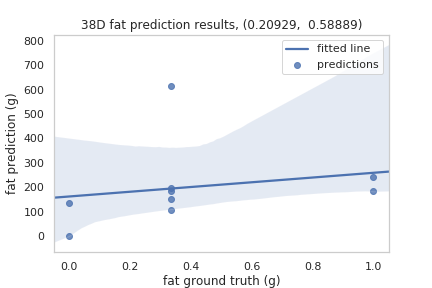 38D fat prediction results, (0.20929,  0.58889)
fitted line
predictions
fat prediction (g)
800
700
600
500
400
300
200
100
0
0.0 0.2 0.4 0.6 0.8 1.0
fat ground truth (g)